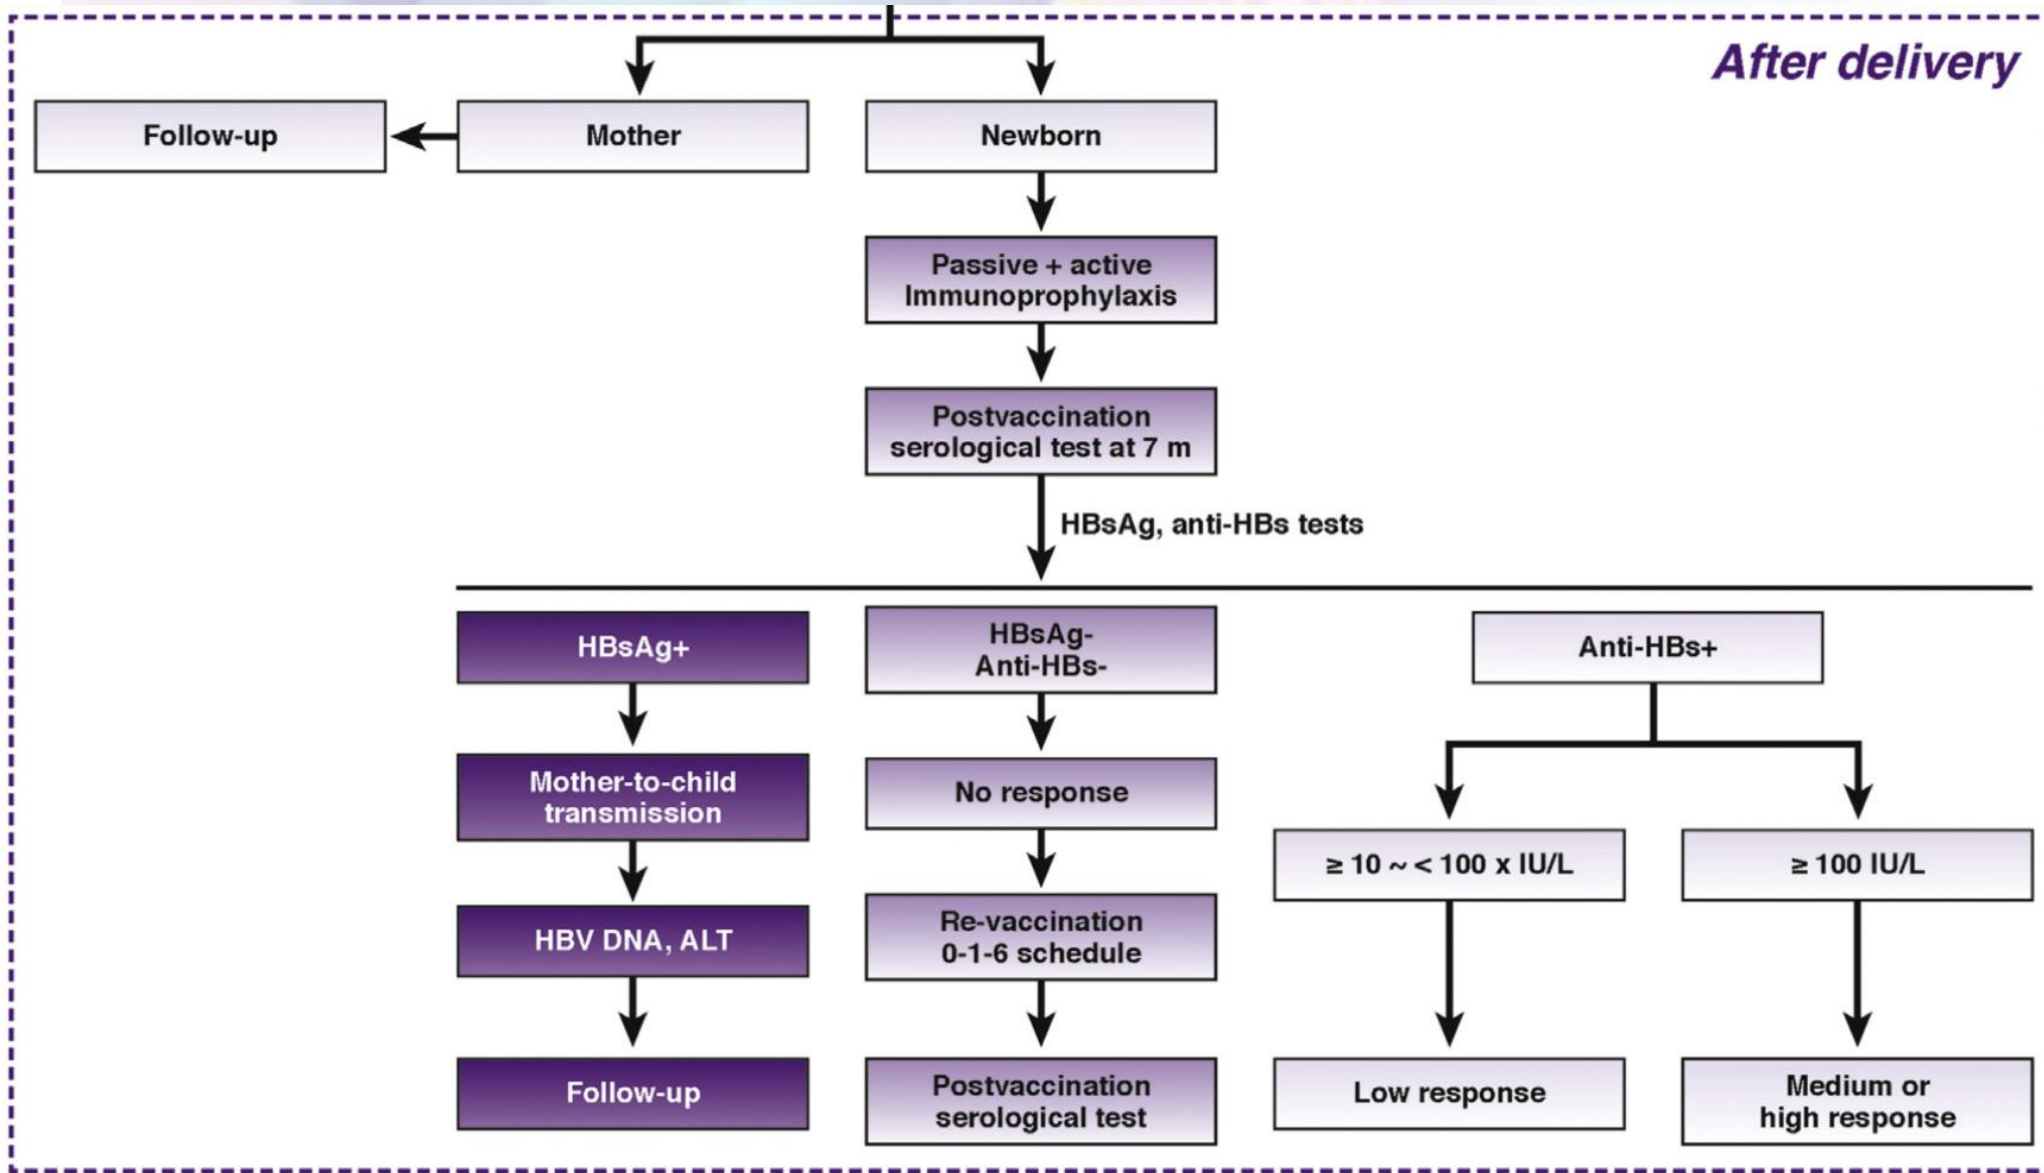 After delivery
Follow-up
Mother
Newborn
Passive + active
Immunoprophylaxis
Postvaccination
serological test at 7 m
HBsAg, anti-HBs tests
HBsAg+
HBsAg-
Anti-HBs-
Anti-HBs+
Mother-to-child
transmission
No response
≥ 10 ~ < 100 x IU/L
≥ 100 IU/L
HBV DNA, ALT
Re-vaccination
0-1-6 schedule
Follow-up
Postvaccination
serological test
Low response
Medium or
high response